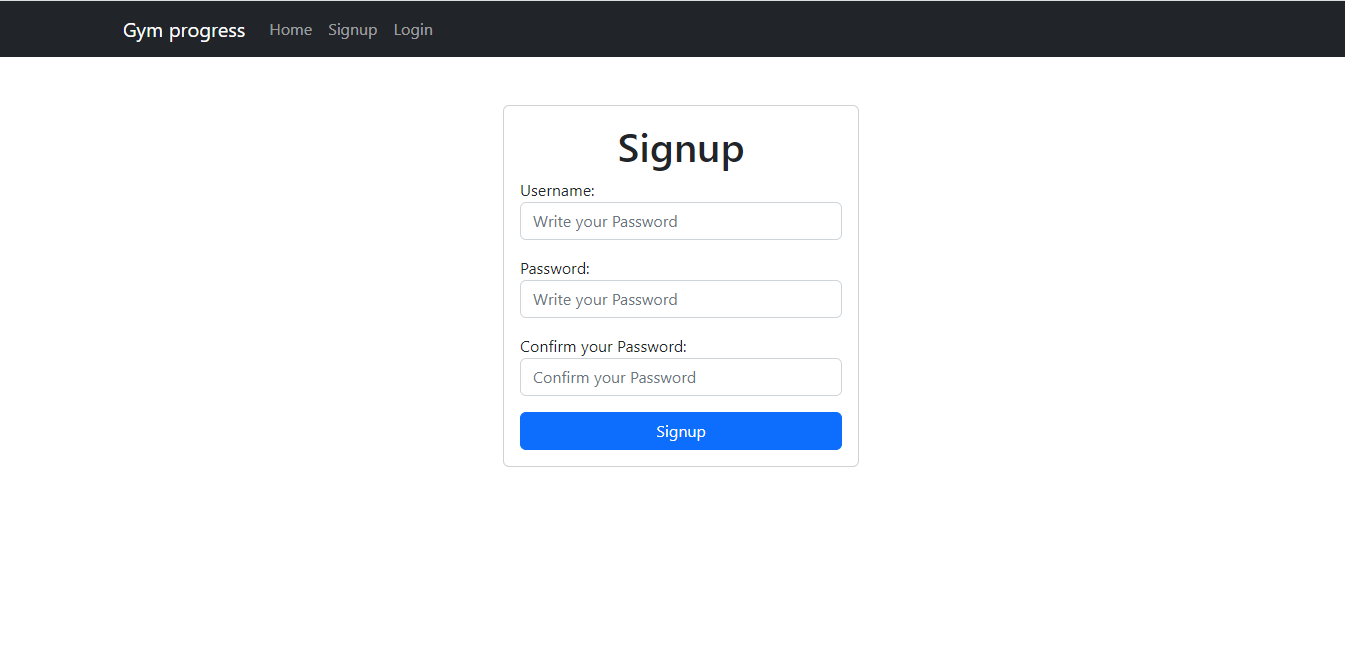 Gym progress Home Signup Login
Signup
Username:
Write your Password
Password:
Write your Password
Confirm your Password:
Confirm your Password
Signup